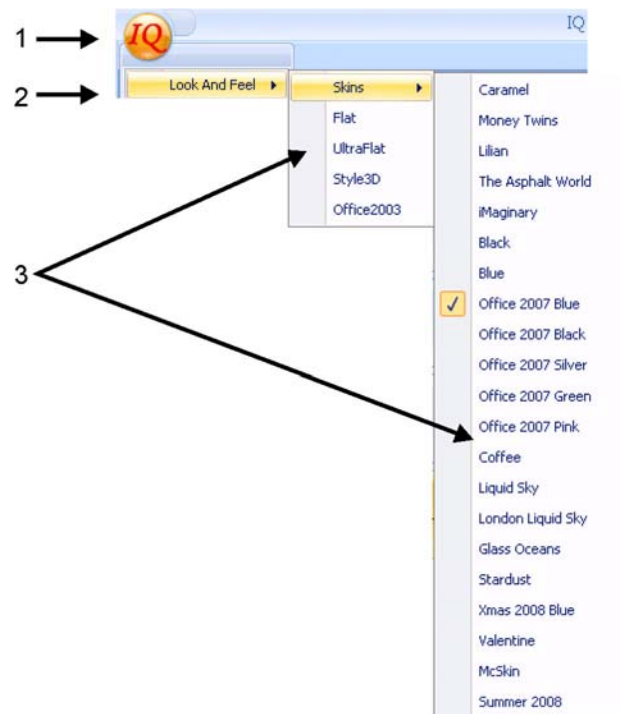 1
IQ
IQ
2
Look And Feel
Skins
Flat
UltraFlat
Style3D
Office2003
3
Caramel
Money Twins
Lilian
The Asphalt World
iMaginary
Black
Blue
Office 2007 Blue
Office 2007 Black
Office 2007 Silver
Office 2007 Green
Office 2007 Pink
Coffee
Liquid Sky
London Liquid Sky
Glass Oceans
Stardust
Xmas 2008 Blue
Valentine
McSkin
Summer 2008